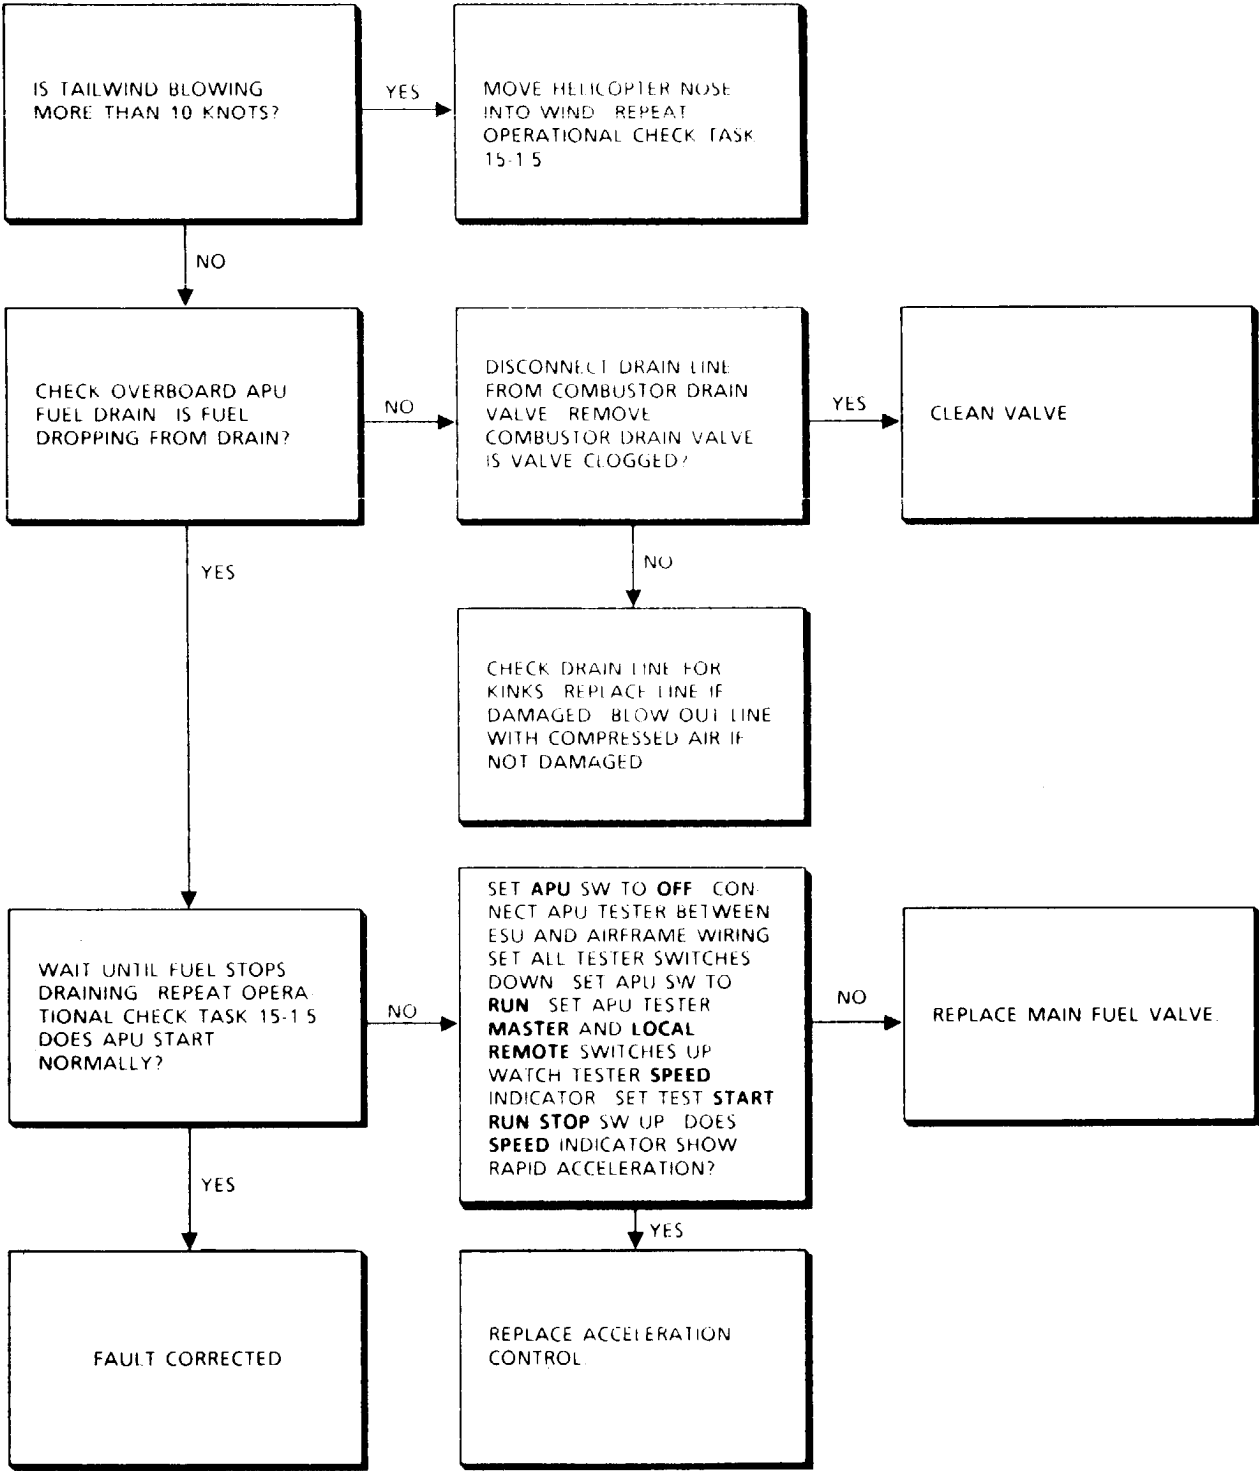 IS TAILWIND BLOWING
MORE THAN 10 KNOTS?
YES
MOVE HELICOPTER NOSE
INTO WIND REPEAT
OPERATIONAL CHECK TASK
15-1 5
NO
CHECK OVERBOARD APU
FUEL DRAIN IS FUEL
DROPPING FROM DRAIN?
NO
DISCONNECT DRAIN LINE
FROM COMBUSTOR DRAIN
VALVE REMOVE
COMBUSTOR DRAIN VALVE
IS VALVE CLOGGED?
YES
CLEAN VALVE
YES
NO
CHECK DRAIN LINE FOR
KINKS REPLACE LINE IF
DAMAGED BLOW OUT LINE
WITH COMPRESSED AIR IF
NOT DAMAGED
WAIT UNTIL FUEL STOPS
DRAINING REPEAT OPERA-
TIONAL CHECK TASK 15-1 5
DOES APU START
NORMALLY?
NO
SET APU SW TO OFF CON-
NECT APU TESTER BETWEEN
ESU AND AIRFRAME WIRING
SET ALL TESTER SWITCHES
DOWN SET APU SW TO
RUN SET APU TESTER
MASTER AND LOCAL
REMOTE SWITCHES UP
WATCH TESTER SPEED
INDICATOR SET TEST START
RUN STOP SW UP DOES
SPEED INDICATOR SHOW
RAPID ACCELERATION?
NO
REPLACE MAIN FUEL VALVE.
YES
YES
FAULT CORRECTED
REPLACE ACCELERATION
CONTROL.